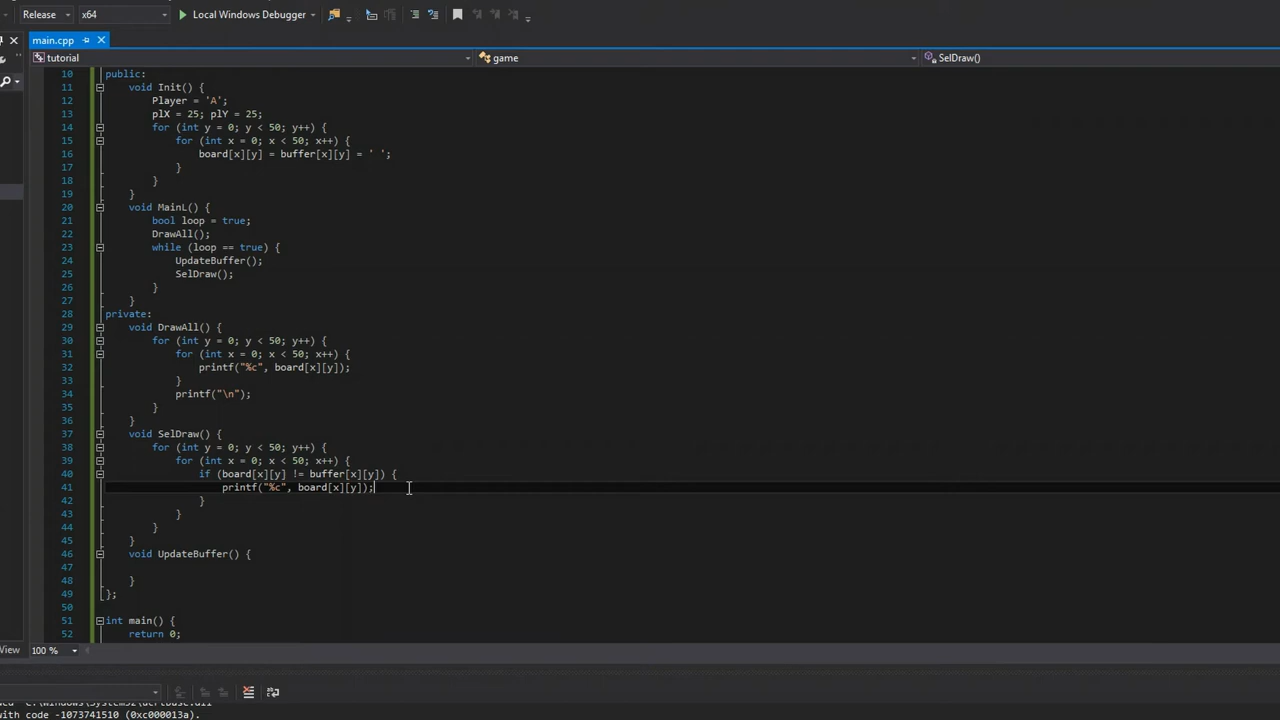 Release x64 Local Windows Debugger
main.cpp
tutorial game SelDraw()
10 public:
11 void Init() {
12 Player = 'A';
13 plX = 25; plY = 25;
14 for (int y = 0; y < 50; y++) {
15 for (int x = 0; x < 50; x++) {
16 board[x][y] = buffer[x][y] = ' ';
17 }
18 }
19 }
20 void MainL() {
21 bool loop = true;
22 DrawAll();
23 while (loop == true) {
24 UpdateBuffer();
25 SelDraw();
26 }
27 }
28 private:
29 void DrawAll() {
30 for (int y = 0; y < 50; y++) {
31 for (int x = 0; x < 50; x++) {
32 printf("%c", board[x][y]);
33 }
34 printf("\n");
35 }
36 }
37 void SelDraw() {
38 for (int y = 0; y < 50; y++) {
39 for (int x = 0; x < 50; x++) {
40 if (board[x][y] != buffer[x][y]) {
41 printf("%c", board[x][y]);
42 }
43 }
44 }
45 }
46 void UpdateBuffer() {
47
48 }
49 };
50
51 int main() {
52 return 0;
View 100 %
with code -1073741510 (0xc000013a).